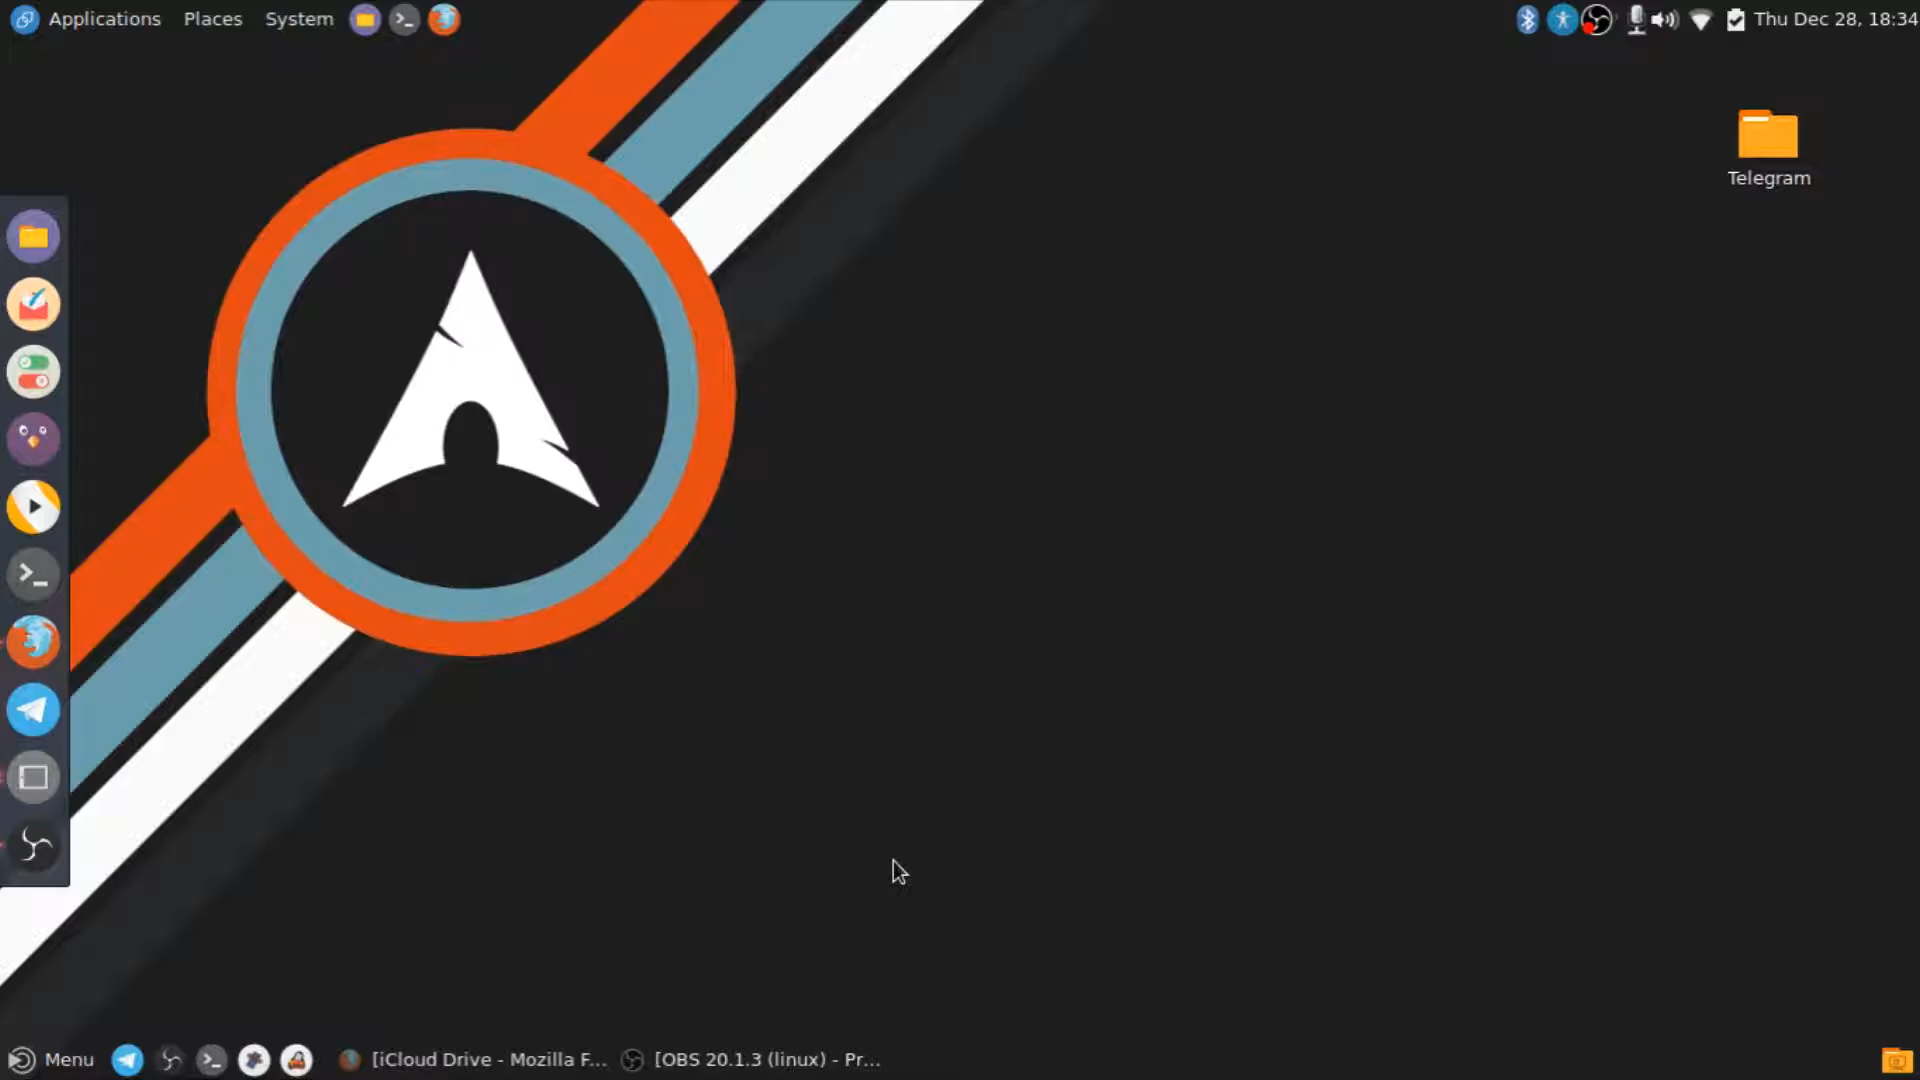 Applications Places System
Thu Dec 28, 18:34
Telegram
Menu
[iCloud Drive - Mozilla F...
[OBS 20.1.3 (linux) - Pr...